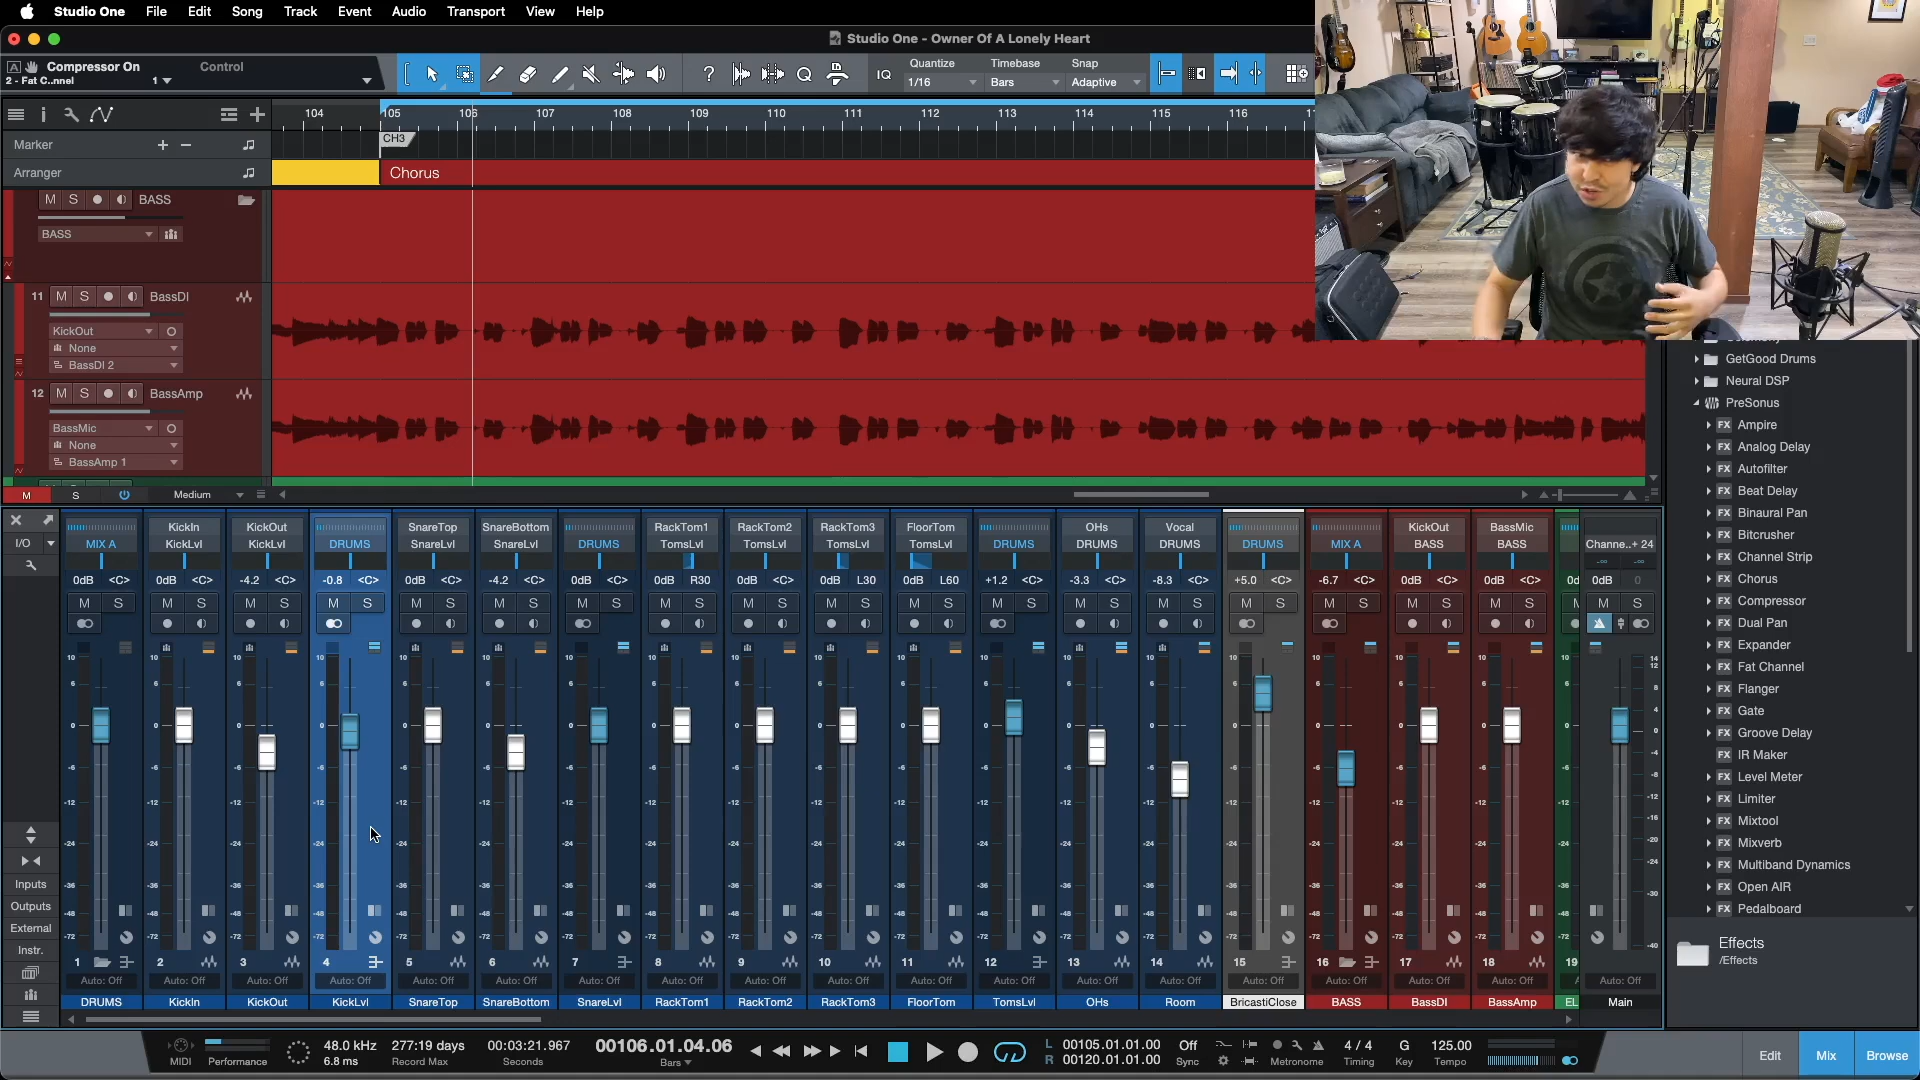 Studio One File Edit Song Track Event Audio Transport View Help
Studio One - Owner Of A Lonely Heart
Compressor On
2 - Fat C..nnel
1
Control
IQ
Quantize
1/16
Timebase
Bars
Snap
Adaptive
104 105 106 107 108 109 110 111 112 113 114 115 116
CH3
Marker
Arranger
Chorus
M S BASS
BASS
11 M S BassDI
KickOut
None
BassDI 2
12 M S BassAmp
BassMic
None
BassAmp 1
M S Medium
GetGood Drums
Neural DSP
PreSonus
FX Ampire
FX Analog Delay
FX Autofilter
FX Beat Delay
FX Binaural Pan
FX Bitcrusher
FX Channel Strip
FX Chorus
FX Compressor
FX Dual Pan
FX Expander
FX Fat Channel
FX Flanger
FX Gate
FX Groove Delay
FX IR Maker
FX Level Meter
FX Limiter
FX Mixtool
FX Mixverb
FX Multiband Dynamics
FX Open AIR
FX Pedalboard
Effects
/Effects
KickIn KickOut SnareTop SnareBottom RackTom1 RackTom2 RackTom3 FloorTom OHs Vocal KickOut BassMic
I/O MIX A KickLvl KickLvl DRUMS SnareLvl SnareLvl DRUMS TomsLvl TomsLvl TomsLvl TomsLvl DRUMS DRUMS DRUMS DRUMS MIX A BASS BASS Channe..+ 24
0dB <C> 0dB <C> -4.2 <C> -0.8 <C> 0dB <C> -4.2 <C> 0dB <C> 0dB R30 0dB <C> 0dB L30 0dB L60 +1.2 <C> -3.3 <C> -8.3 <C> +5.0 <C> -6.7 <C> 0dB <C> 0dB <C> 0d 0dB 0
M S M S M S M S M S M S M S M S M S M S M S M S M S M S M S M S M S M S M M S
10
6
0
-6
-12
-24
-36
-48
-72
Inputs
Outputs
External
Instr.
1 2 3 4 5 6 7 8 9 10 11 12 13 14 15 16 17 18 19
Auto: Off Auto: Off Auto: Off Auto: Off Auto: Off Auto: Off Auto: Off Auto: Off Auto: Off Auto: Off Auto: Off Auto: Off Auto: Off Auto: Off Auto: Off Auto: Off Auto: Off Auto: Off Auto: Off
DRUMS KickIn KickOut KickLvl SnareTop SnareBottom SnareLvl RackTom1 RackTom2 RackTom3 FloorTom TomsLvl OHs Room BricastiClose BASS BassDI BassAmp EL Main
MIDI
Performance
48.0 kHz
6.8 ms
277:19 days
Record Max
00:03:21.967
Seconds
00106.01.04.06
Bars
L 00105.01.01.00
R 00120.01.01.00
Off
Sync
Metronome
4 / 4
Timing
G
Key
125.00
Tempo
Edit Mix Browse